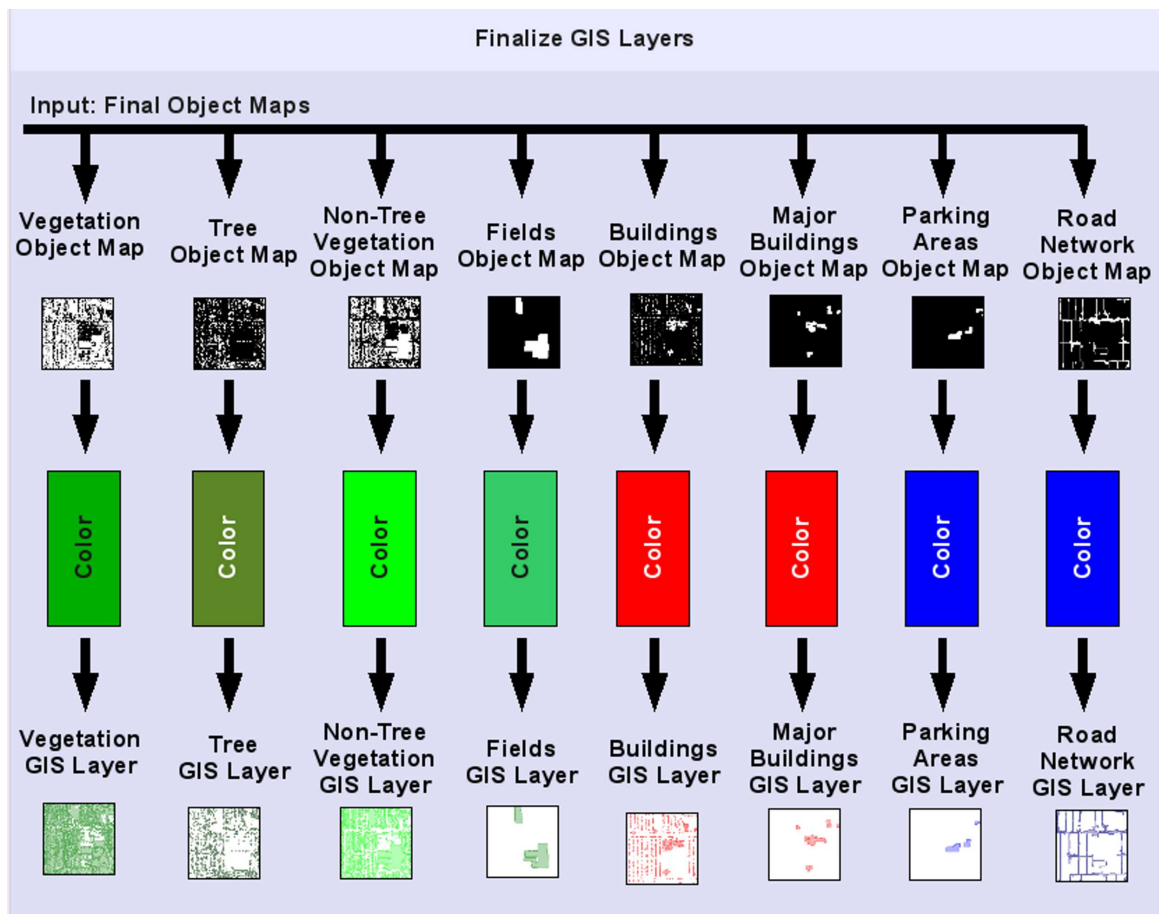 Finalize GIS Layers
Input: Final Object Maps
Vegetation
Object Map
Tree
Object Map
Non-Tree
Vegetation
Object Map
Fields
Object Map
Buildings
Object Map
Major
Buildings
Object Map
Parking
Areas
Object Map
Road
Network
Object Map
Color
Color
Color
Color
Color
Color
Color
Color
Vegetation
GIS Layer
Tree
GIS Layer
Non-Tree
Vegetation
GIS Layer
Fields
GIS Layer
Buildings
GIS Layer
Major
Buildings
GIS Layer
Parking
Areas
GIS Layer
Road
Network
GIS Layer